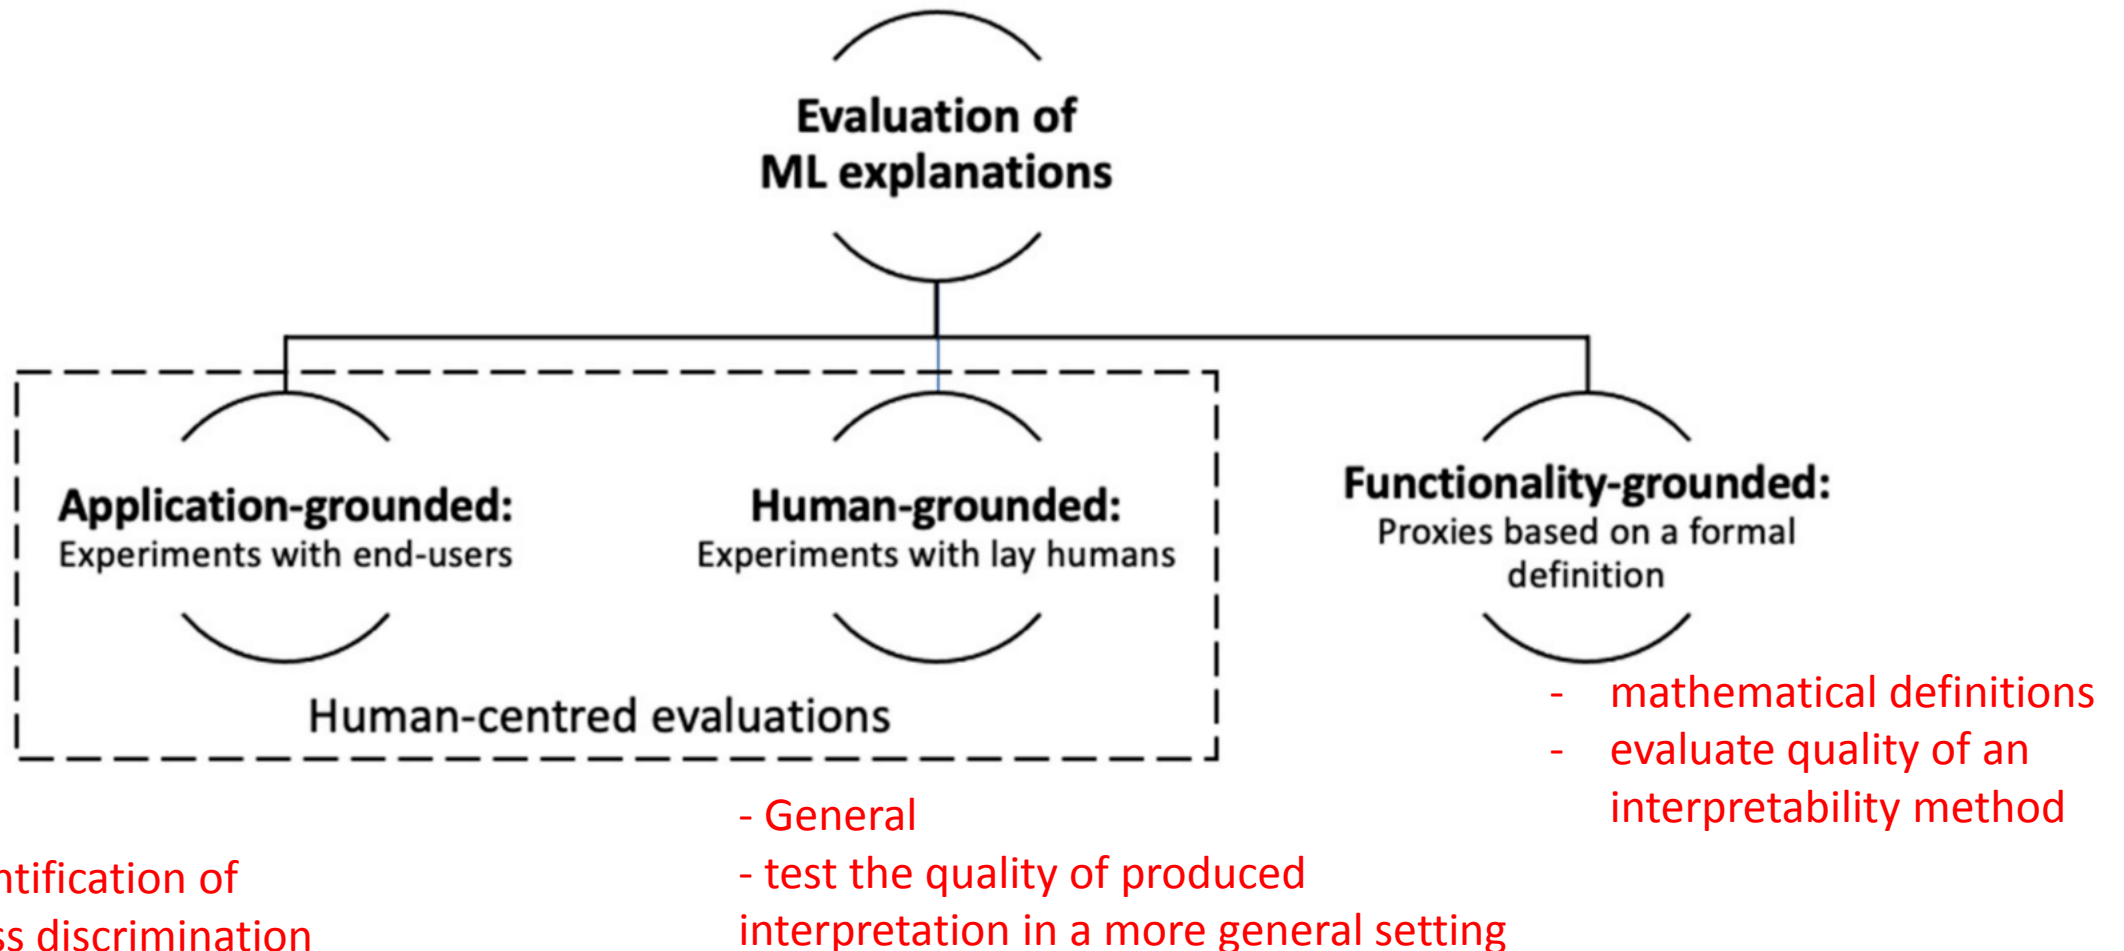 Evaluation of
ML explanations
Application-grounded:
Experiments with end-users
Human-grounded:
Experiments with lay humans
Functionality-grounded:
Proxies based on a formal
definition
Human-centred evaluations
- mathematical definitions
- evaluate quality of an
interpretability method
- General
- test the quality of produced
interpretation in a more general setting
of
discrimination